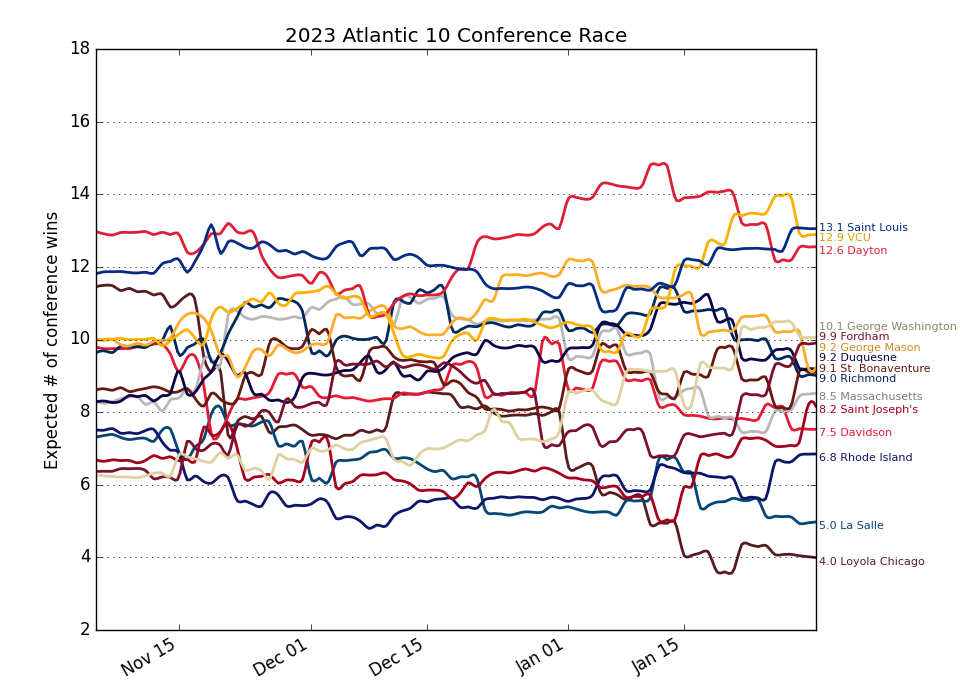 2023 Atlantic 10 Conference Race
Expected # of conference wins
18
16
14
12
10
8
6
4
2
Nov 15
Dec 01
Dec 15
Jan 01
Jan 15
13.1 Saint Louis
12.9 VCU
12.6 Dayton
10.1 George Washington
9.9 Fordham
9.2 George Mason
9.2 Duquesne
9.1 St. Bonaventure
9.0 Richmond
8.5 Massachusetts
8.2 Saint Joseph's
7.5 Davidson
6.8 Rhode Island
5.0 La Salle
4.0 Loyola Chicago